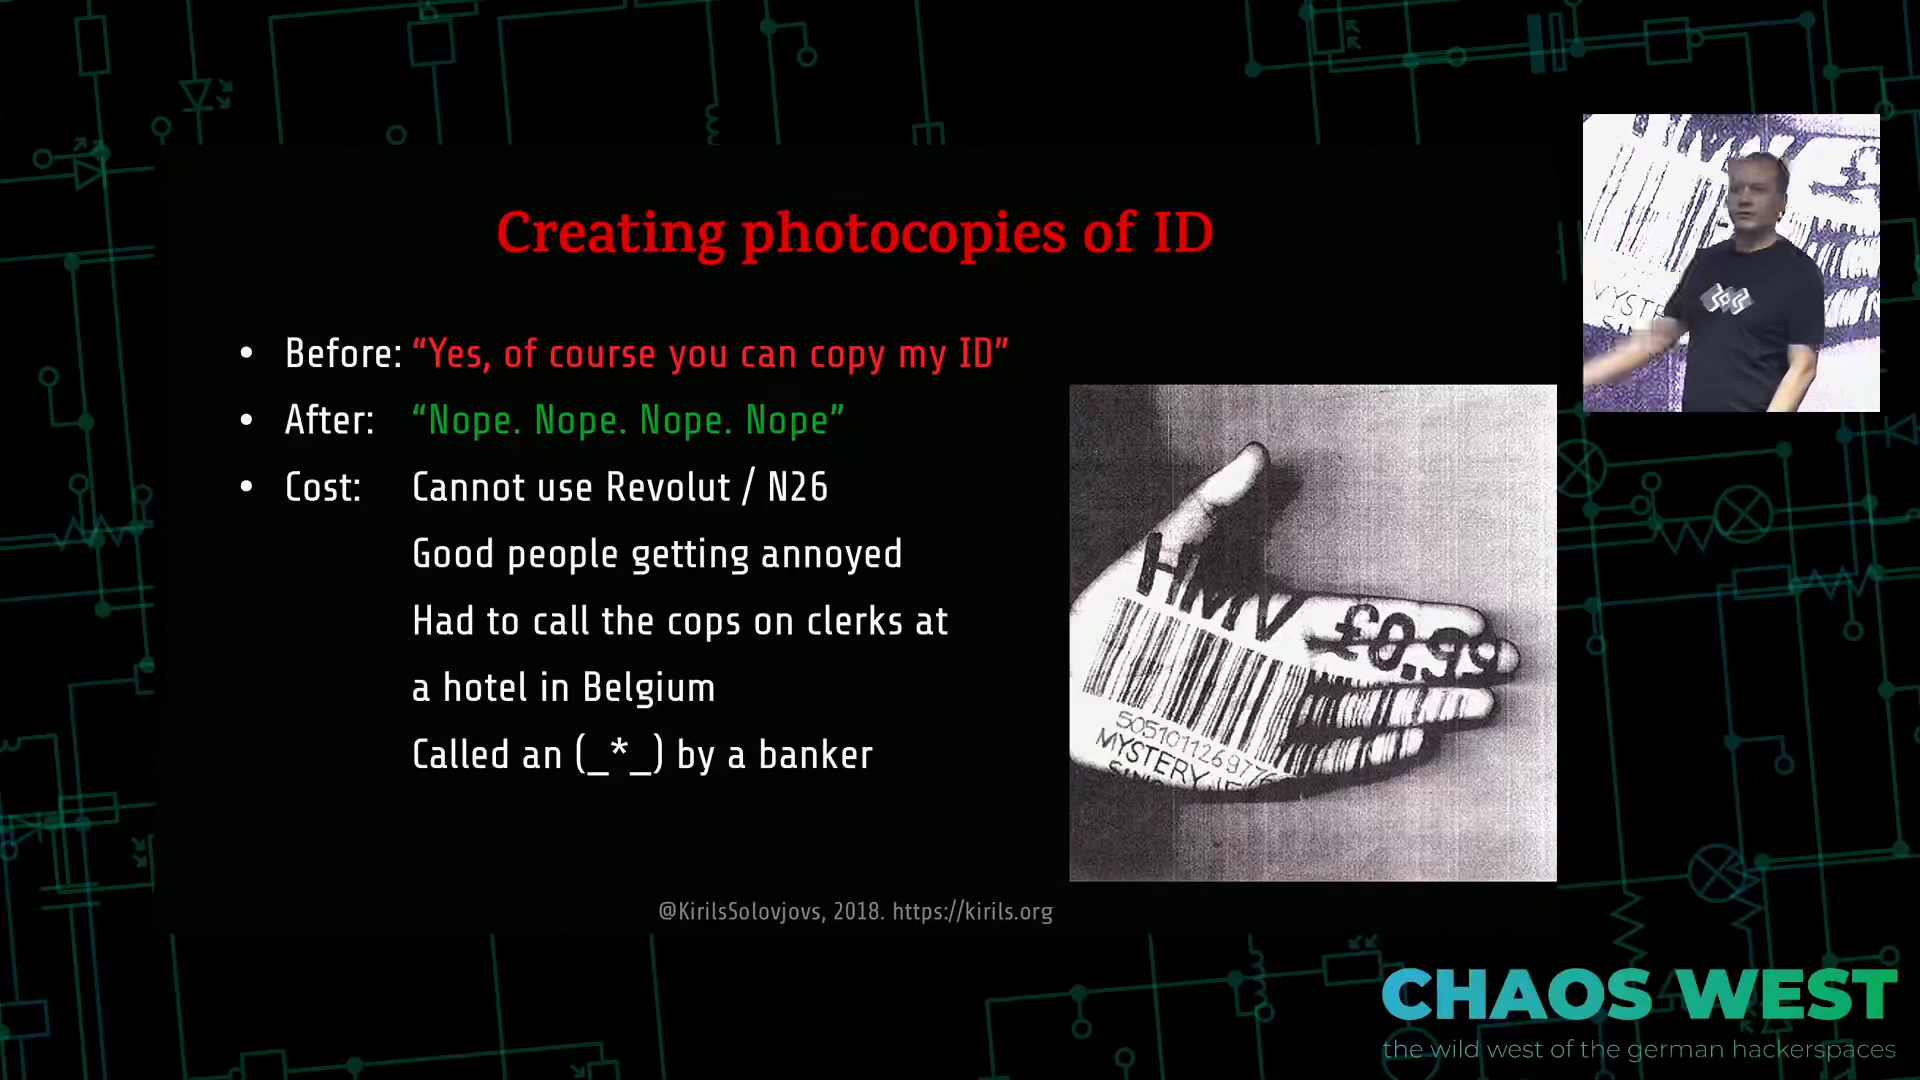 Creating photocopies of ID
• Before: “Yes, of course you can copy my ID”
• After: “Nope. Nope. Nope. Nope”
• Cost: Cannot use Revolut / N26
Good people getting annoyed
Had to call the cops on clerks at
a hotel in Belgium
Called an (_*_) by a banker
HMV £0.99
5051011269776
MYSTERY
@KirilsSolovjovs, 2018. https://kirils.org
CHAOS WEST
the wild west of the german hackerspaces